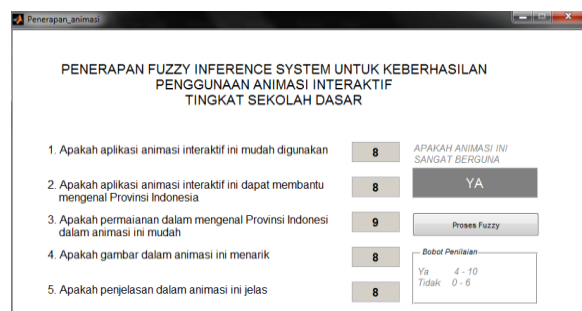 Penerapan_animasi
PENERAPAN FUZZY INFERENCE SYSTEM UNTUK KEBERHASILAN
PENGGUNAAN ANIMASI INTERAKTIF
TINGKAT SEKOLAH DASAR
1. Apakah aplikasi animasi interaktif ini mudah digunakan
8
2. Apakah aplikasi animasi interaktif ini dapat membantu
mengenal Provinsi Indonesia
8
3. Apakah permaianan dalam mengenal Provinsi Indonesi
dalam animasi ini mudah
9
4. Apakah gambar dalam animasi ini menarik
8
5. Apakah penjelasan dalam animasi ini jelas
8
APAKAH ANIMASI INI
SANGAT BERGUNA
YA
Proses Fuzzy
Bobot Penilaian
Ya 4 - 10
Tidak 0 - 6